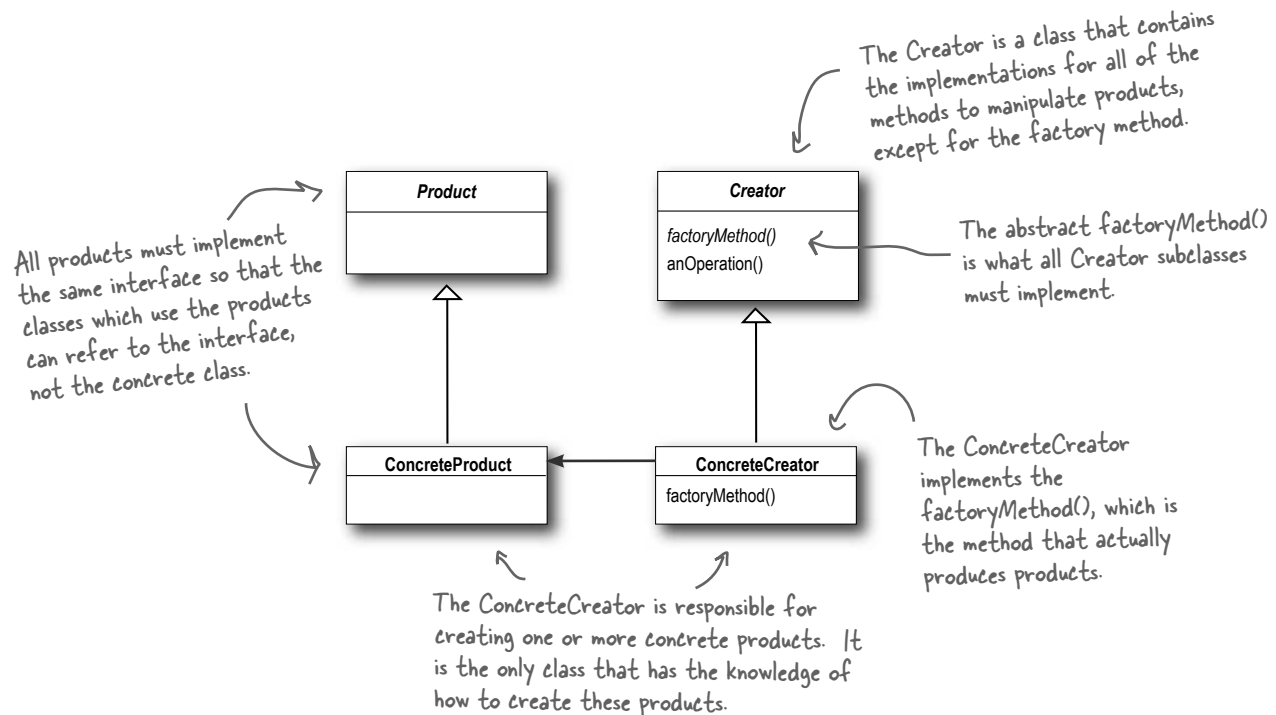 The Creator is a class that contains
the implementations for all of the
methods to manipulate products,
except for the factory method.
Product
Creator
factoryMethod()
anOperation()
The abstract factoryMethod()
is what all Creator subclasses
must implement.
All products must implement
the same interface so that the
classes which use the products
can refer to the interface,
not the concrete class.
ConcreteProduct
ConcreteCreator
factoryMethod()
The ConcreteCreator
implements the
factoryMethod(), which is
the method that actually
produces products.
The ConcreteCreator is responsible for
creating one or more concrete products. It
is the only class that has the knowledge of
how to create these products.